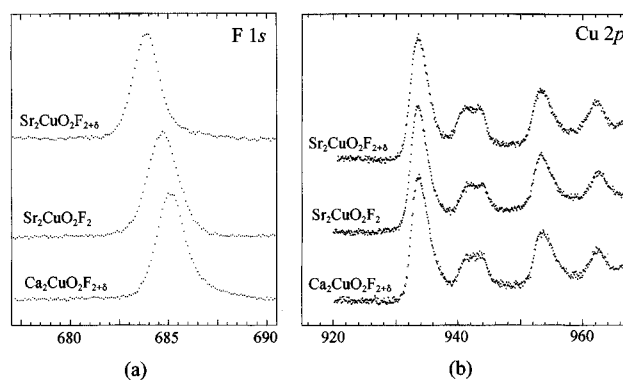 F 1s
Sr₂CuO₂F₂₊δ
Sr₂CuO₂F₂
Ca₂CuO₂F₂₊δ
680 685 690
(a)
Cu 2p
Sr₂CuO₂F₂₊δ
Sr₂CuO₂F₂
Ca₂CuO₂F₂₊δ
920 940 960
(b)